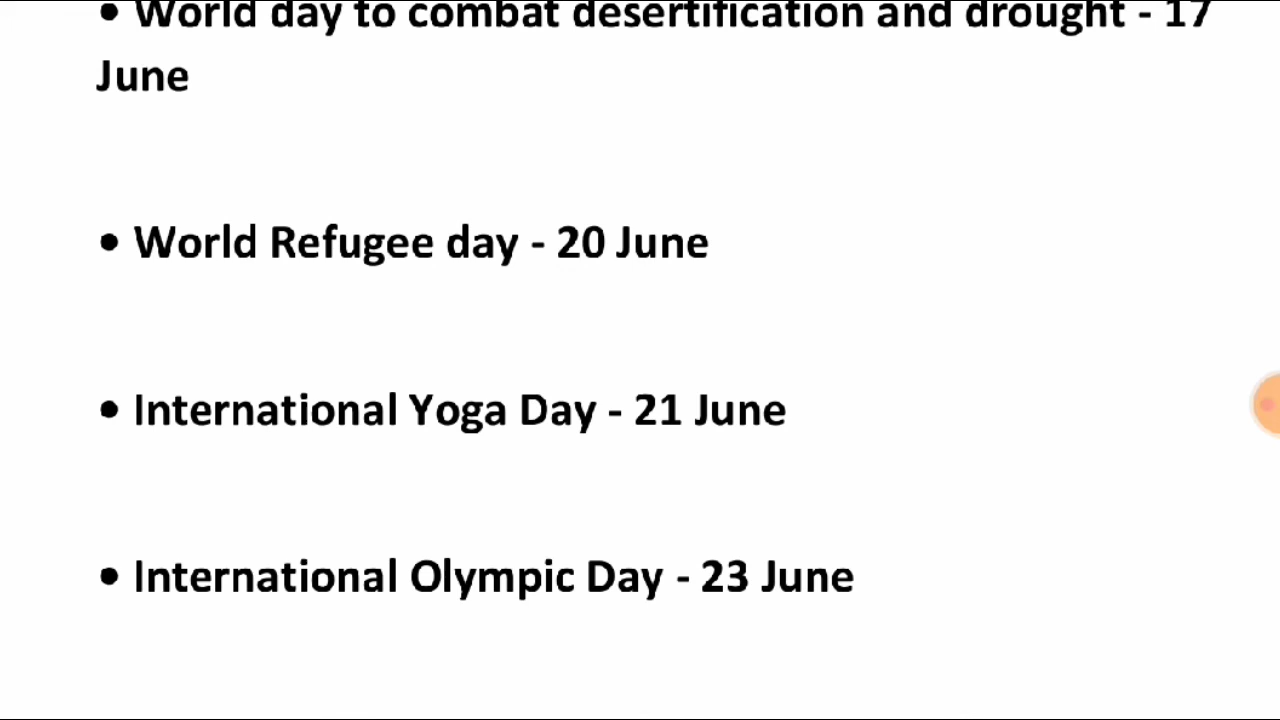 • World day to combat desertification and drought - 17
June
• World Refugee day - 20 June
• International Yoga Day - 21 June
• International Olympic Day - 23 June